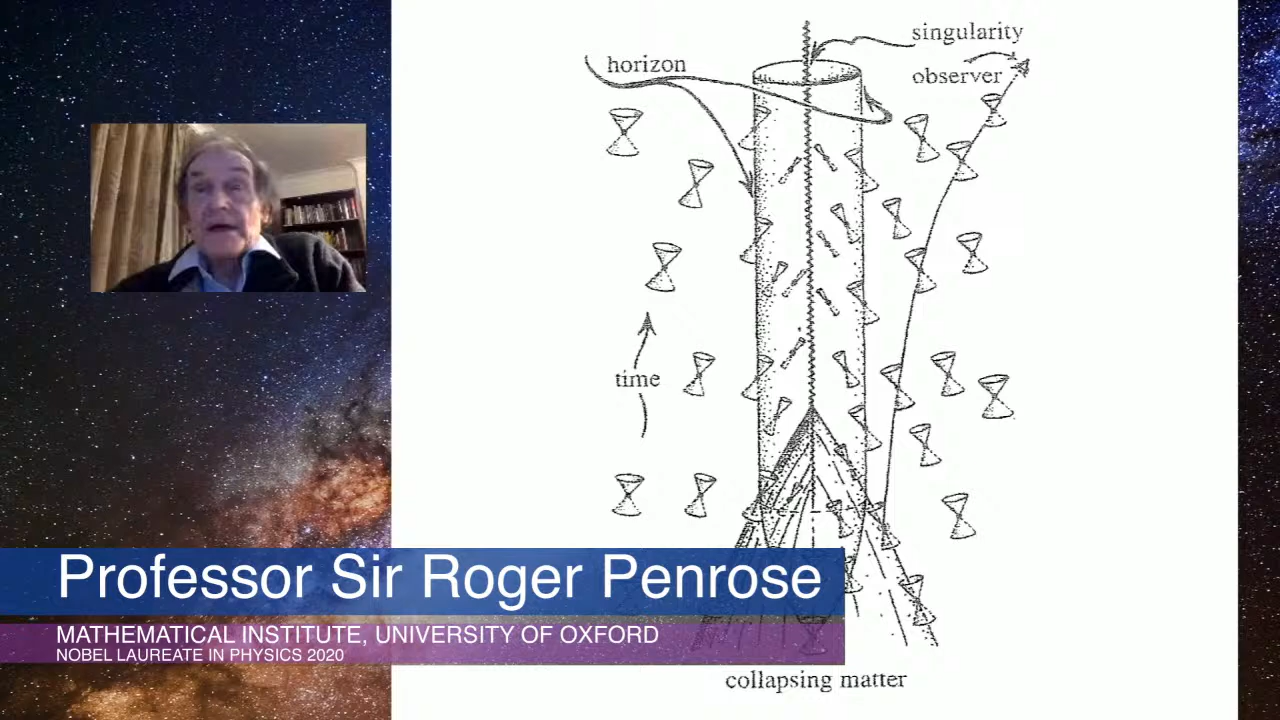 singularity
horizon
observer
time
Professor Sir Roger Penrose
MATHEMATICAL INSTITUTE, UNIVERSITY OF OXFORD
NOBEL LAUREATE IN PHYSICS 2020
collapsing matter